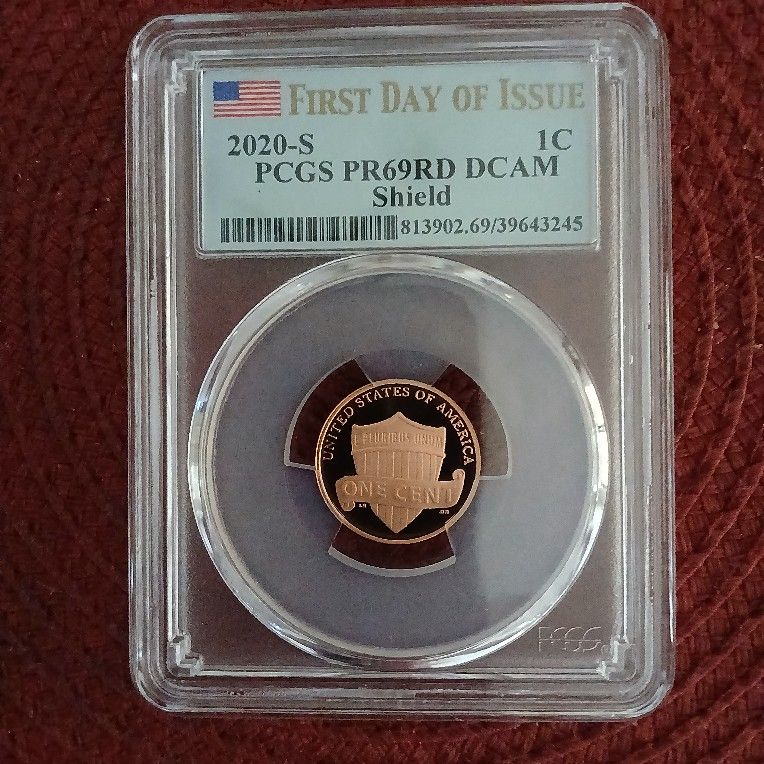 FIRST DAY OF ISSUE
2020-S 1C
PCGS PR69RD DCAM
Shield
813902.69/39643245
UNITED STATES OF AMERICA
E PLURIBUS UNUM
ONE CENT
PCGS